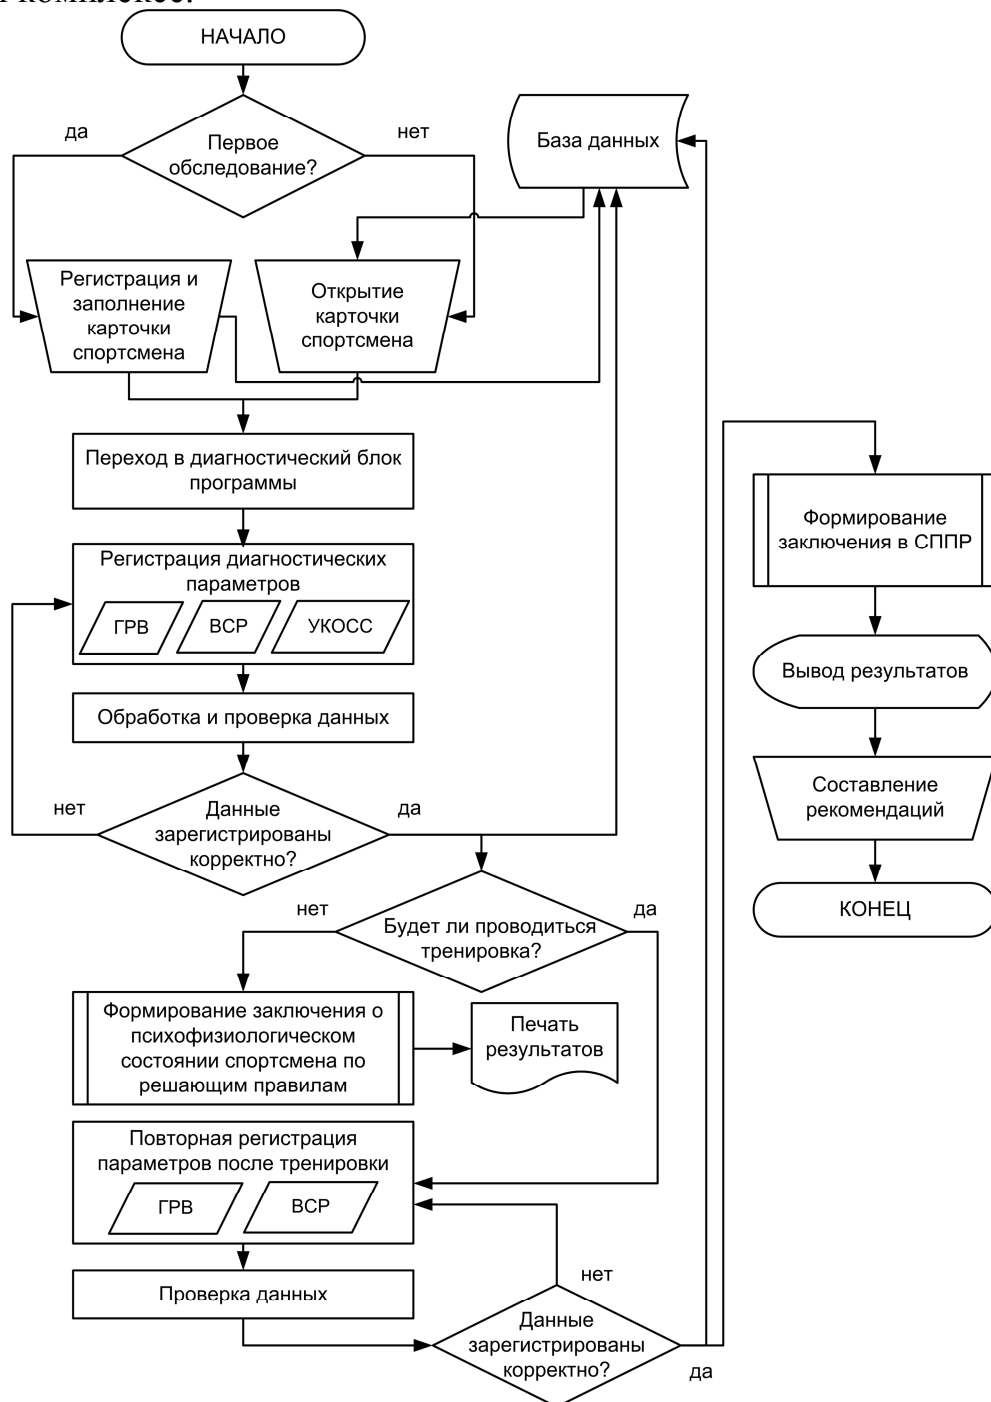 комплексе.
НАЧАЛО
да
Первое
обследование?
нет
База данных
Регистрация и
заполнение
карточки
спортсмена
Открытие
карточки
спортсмена
Переход в диагностический блок
программы
Регистрация диагностических
параметров
ГРВ
ВСР
УКОСС
Обработка и проверка данных
нет
Данные
зарегистрированы
корректно?
да
нет
Будет ли проводиться
тренировка?
да
Формирование заключения о
психофизиологическом
состоянии спортсмена по
решающим правилам
Печать
результатов
Повторная регистрация
параметров после тренировки
ГРВ
ВСР
Проверка данных
нет
Данные
зарегистрированы
корректно?
да
Формирование
заключения в СППР
Вывод результатов
Составление
рекомендаций
КОНЕЦ